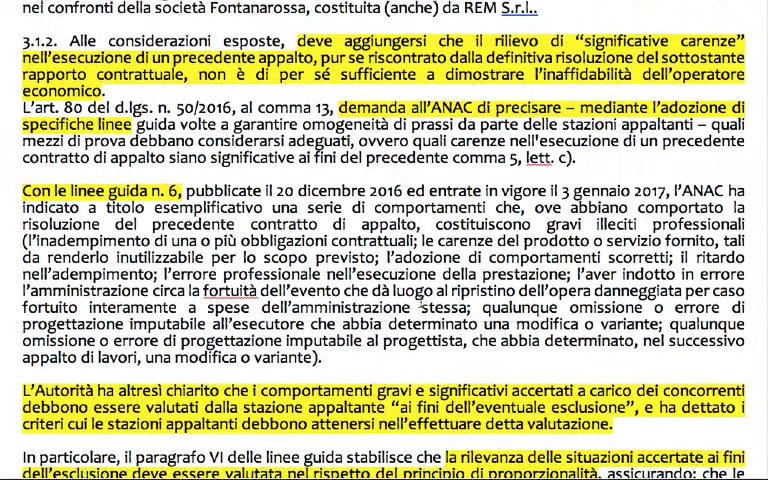 nei confronti della società Fontanarossa, costituita (anche) da REM S.r.l..
3.1.2. Alle considerazioni esposte, deve aggiungersi che il rilievo di “significative carenze”
nell’esecuzione di un precedente appalto, pur se riscontrato dalla definitiva risoluzione del sottostante
rapporto contrattuale, non è di per sé sufficiente a dimostrare l’inaffidabilità dell’operatore
economico.
L’art. 80 del d.lgs. n. 50/2016, al comma 13, demanda all’ANAC di precisare – mediante l’adozione di
specifiche linee guida volte a garantire omogeneità di prassi da parte delle stazioni appaltanti – quali
mezzi di prova debbano considerarsi adeguati, ovvero quali carenze nell'esecuzione di un precedente
contratto di appalto siano significative ai fini del precedente comma 5, lett. c).
Con le linee guida n. 6, pubblicate il 20 dicembre 2016 ed entrate in vigore il 3 gennaio 2017, l’ANAC ha
indicato a titolo esemplificativo una serie di comportamenti che, ove abbiano comportato la
risoluzione del precedente contratto di appalto, costituiscono gravi illeciti professionali
(l’inadempimento di una o più obbligazioni contrattuali; le carenze del prodotto o servizio fornito, tali
da renderlo inutilizzabile per lo scopo previsto; l’adozione di comportamenti scorretti; il ritardo
nell’adempimento; l’errore professionale nell’esecuzione della prestazione; l’aver indotto in errore
l’amministrazione circa la fortuità dell’evento che dà luogo al ripristino dell’opera danneggiata per caso
fortuito interamente a spese dell’amministrazione stessa; qualunque omissione o errore di
progettazione imputabile all’esecutore che abbia determinato una modifica o variante; qualunque
omissione o errore di progettazione imputabile al progettista, che abbia determinato, nel successivo
appalto di lavori, una modifica o variante).
L’Autorità ha altresì chiarito che i comportamenti gravi e significativi accertati a carico dei concorrenti
debbono essere valutati dalla stazione appaltante “ai fini dell’eventuale esclusione”, e ha dettato i
criteri cui le stazioni appaltanti debbono attenersi nell’effettuare detta valutazione.
In particolare, il paragrafo VI delle linee guida stabilisce che la rilevanza delle situazioni accertate ai fini
dell’esclusione deve essere valutata nel rispetto del principio di proporzionalità, assicurando: che le